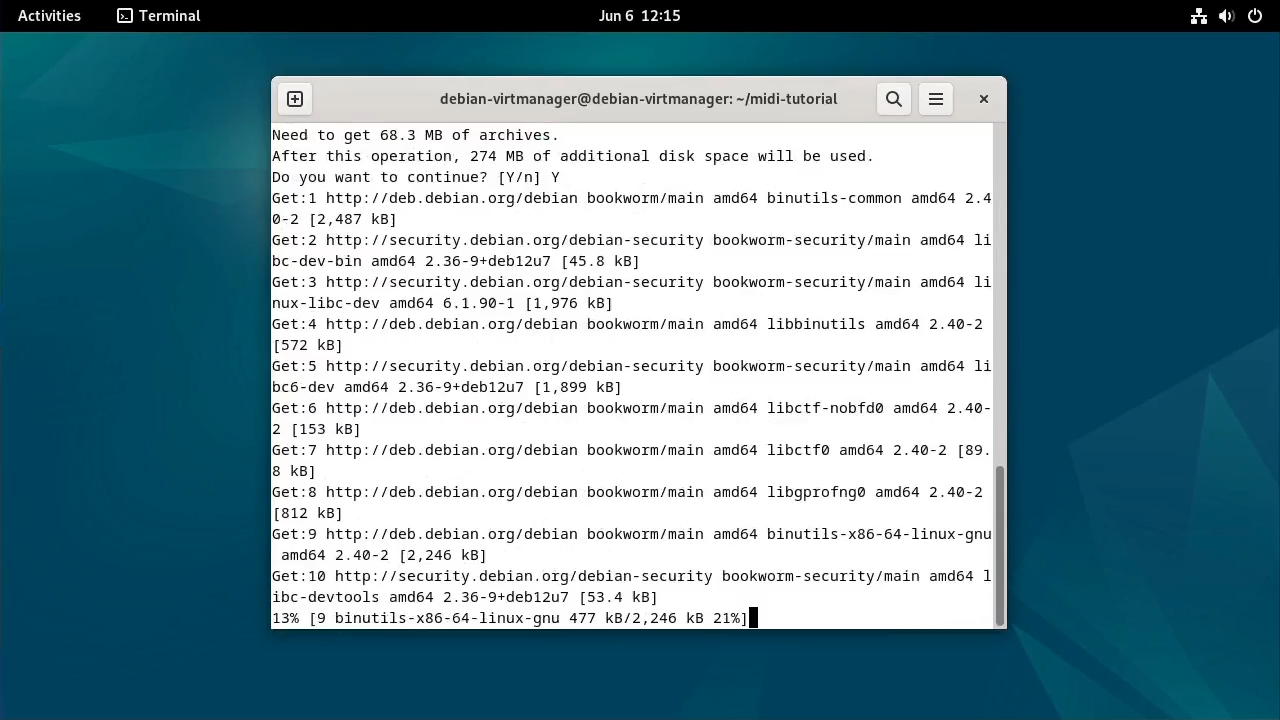 Activities
Terminal
Jun 6 12:15
debian-virtmanager@debian-virtmanager: ~/midi-tutorial
Need to get 68.3 MB of archives.
After this operation, 274 MB of additional disk space will be used.
Do you want to continue? [Y/n] Y
Get:1 http://deb.debian.org/debian bookworm/main amd64 binutils-common amd64 2.4
0-2 [2,487 kB]
Get:2 http://security.debian.org/debian-security bookworm-security/main amd64 li
bc-dev-bin amd64 2.36-9+deb12u7 [45.8 kB]
Get:3 http://security.debian.org/debian-security bookworm-security/main amd64 li
nux-libc-dev amd64 6.1.90-1 [1,976 kB]
Get:4 http://deb.debian.org/debian bookworm/main amd64 libbinutils amd64 2.40-2
[572 kB]
Get:5 http://security.debian.org/debian-security bookworm-security/main amd64 li
bc6-dev amd64 2.36-9+deb12u7 [1,899 kB]
Get:6 http://deb.debian.org/debian bookworm/main amd64 libctf-nobfd0 amd64 2.40-
2 [153 kB]
Get:7 http://deb.debian.org/debian bookworm/main amd64 libctf0 amd64 2.40-2 [89.
8 kB]
Get:8 http://deb.debian.org/debian bookworm/main amd64 libgprofng0 amd64 2.40-2
[812 kB]
Get:9 http://deb.debian.org/debian bookworm/main amd64 binutils-x86-64-linux-gnu
amd64 2.40-2 [2,246 kB]
Get:10 http://security.debian.org/debian-security bookworm-security/main amd64 l
ibc-devtools amd64 2.36-9+deb12u7 [53.4 kB]
13% [9 binutils-x86-64-linux-gnu 477 kB/2,246 kB 21%]